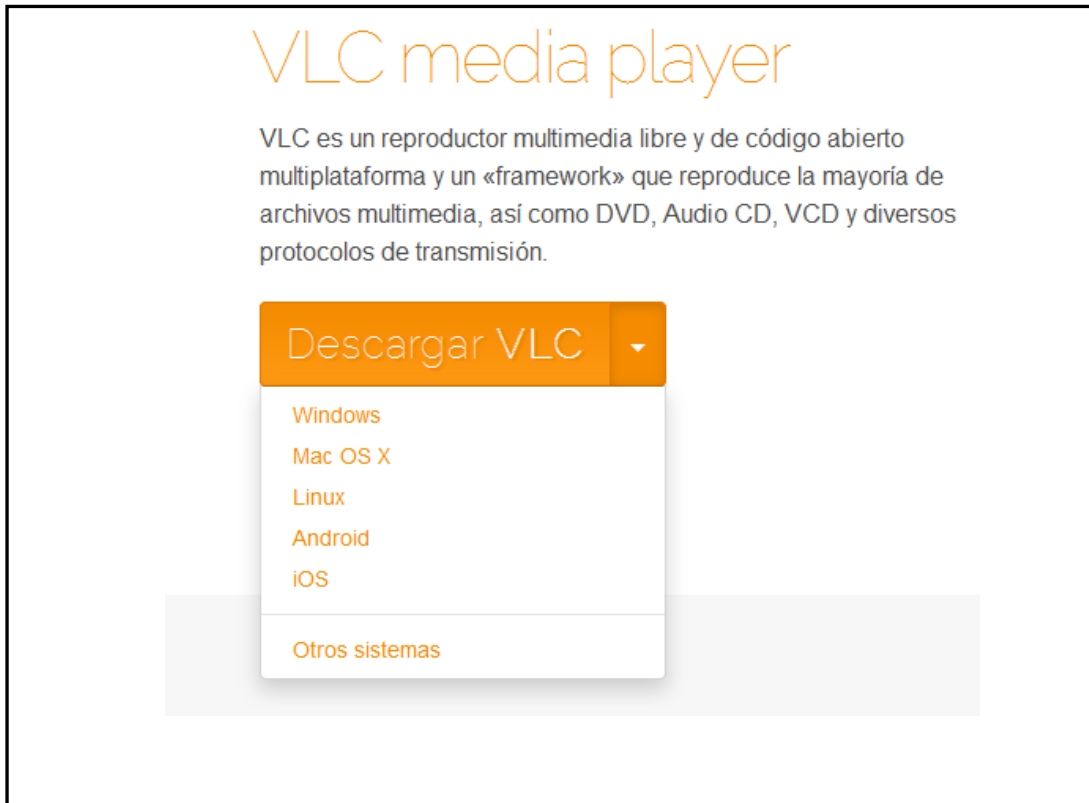 VLC media player
VLC es un reproductor multimedia libre y de código abierto
multiplataforma y un «framework» que reproduce la mayoría de
archivos multimedia, así como DVD, Audio CD, VCD y diversos
protocolos de transmisión.
Descargar VLC
Windows
Mac OS X
Linux
Android
iOS
Otros sistemas